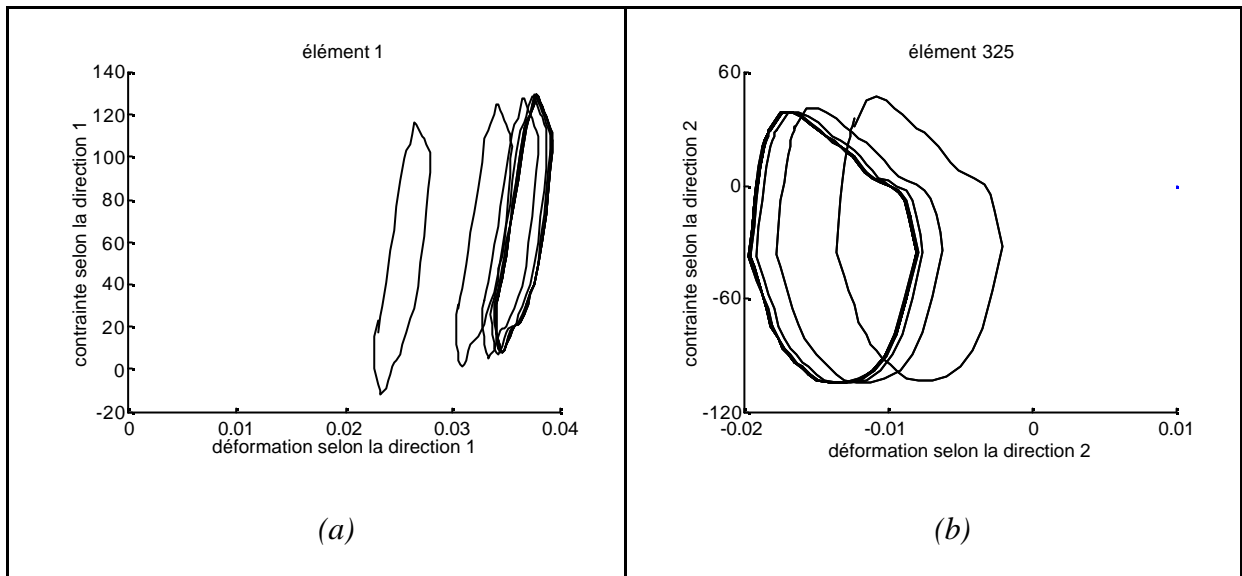 élément 1
140
120
100
80
60
40
20
0
-20
contrainte selon la direction 1
0
0.01
0.02
0.03
0.04
déformation selon la direction 1
(a)
élément 325
60
0
-60
-120
contrainte selon la direction 2
-0.02
-0.01
0
0.01
déformation selon la direction 2
(b)